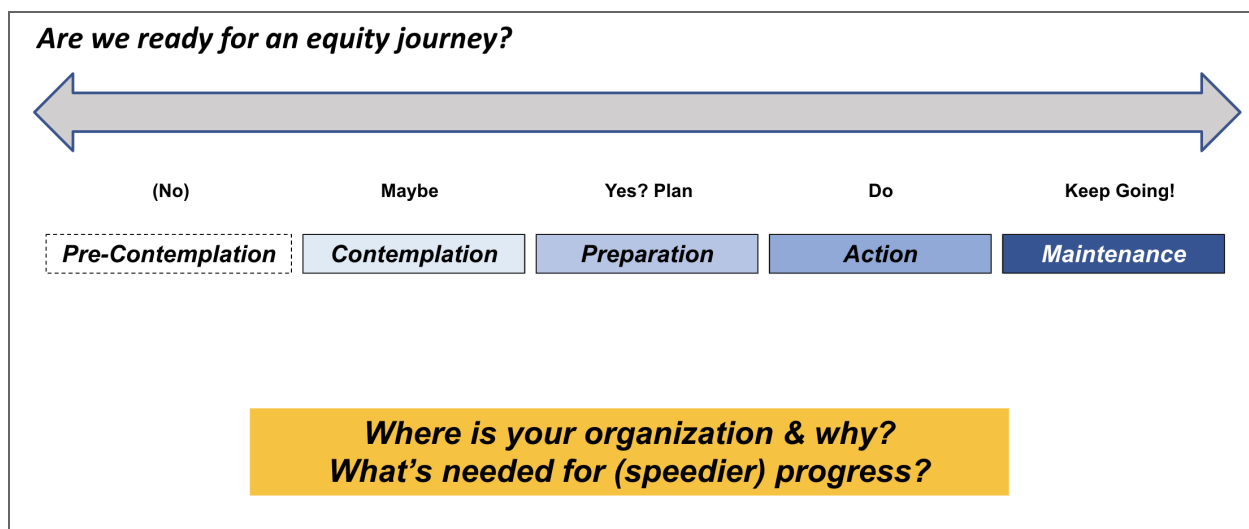 Are we ready for an equity journey?
(No) Maybe Yes? Plan Do Keep Going!
Pre-Contemplation Contemplation Preparation Action Maintenance
Where is your organization & why?
What's needed for (speedier) progress?